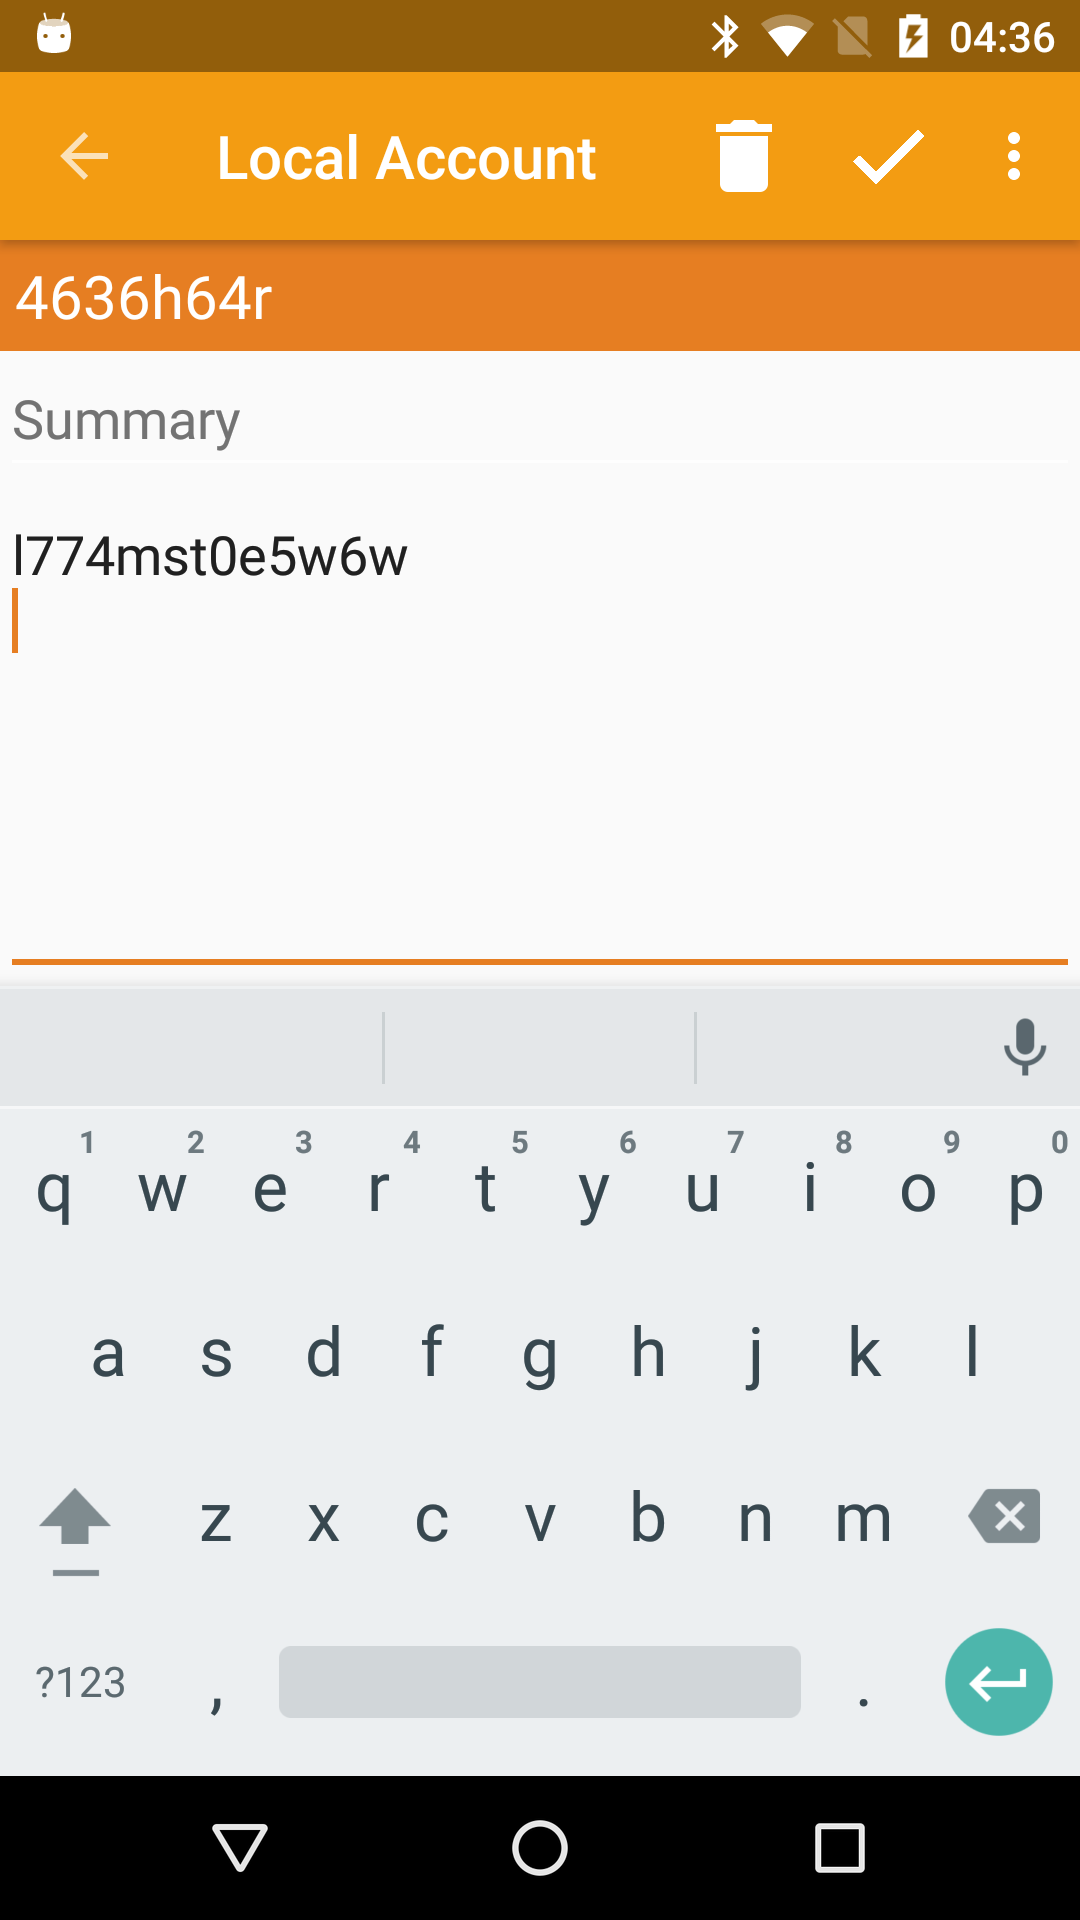 04:36
Local Account
4636h64r
Summary
l774mst0e5w6w
1 2 3 4 5 6 7 8 9 0
q w e r t y u i o p
a s d f g h j k l
z x c v b n m
?123 , .